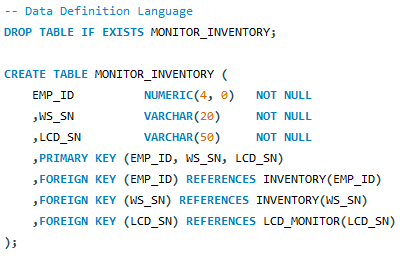 -- Data Definition Language
DROP TABLE IF EXISTS MONITOR_INVENTORY;
CREATE TABLE MONITOR_INVENTORY (
EMP_ID NUMERIC(4, 0) NOT NULL
,WS_SN VARCHAR(20) NOT NULL
,LCD_SN VARCHAR(50) NOT NULL
,PRIMARY KEY (EMP_ID, WS_SN, LCD_SN)
,FOREIGN KEY (EMP_ID) REFERENCES INVENTORY(EMP_ID)
,FOREIGN KEY (WS_SN) REFERENCES INVENTORY(WS_SN)
,FOREIGN KEY (LCD_SN) REFERENCES LCD_MONITOR(LCD_SN)
);